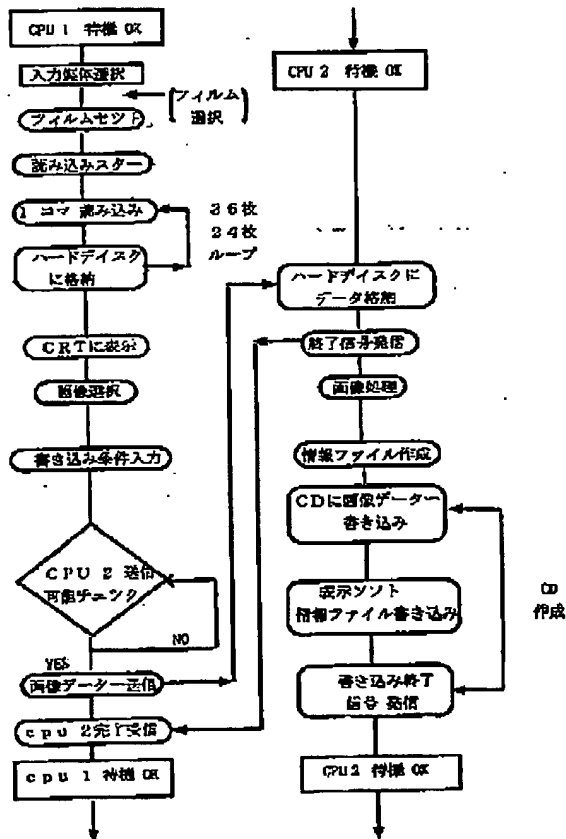 CPU 1 待機 OK
入力媒体選択
フィルム
選択
フィルムセット
読み込みスター
1 コマ 読み込み
36枚
24枚
ループ
ハードディスク
に格納
CRTに表示
画像選択
書き込み条件入力
CPU 2 送信
可能チェック
NO
YES
画像データー送信
cpu 2完了受信
cpu 1 待機 OK
CPU 2 待機 OK
ハードディスクに
データ格納
終了信号発信
画像処理
情報ファイル作成
CDに画像データー
書き込み
表示ソフト
情報ファイル書き込み
書き込み終了
信号 発信
CD
作成
CPU2 待機 OK